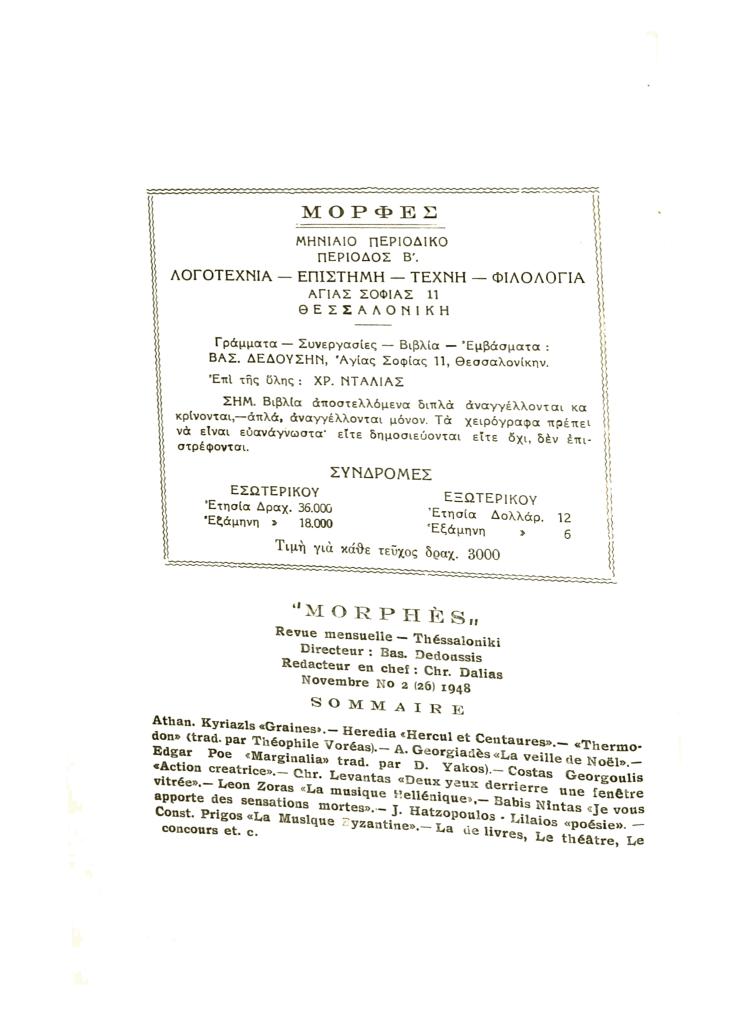 ΜΟΡΦΕΣ
ΜΗΝΙΑΙΟ ΠΕΡΙΟΔΙΚΟ
ΠΕΡΙΟΔΟΣ Β'.
ΛΟΓΟΤΕΧΝΙΑ — ΕΠΙΣΤΗΜΗ — ΤΕΧΝΗ — ΦΙΛΟΛΟΓΙΑ
ΑΓΙΑΣ ΣΟΦΙΑΣ 11
ΘΕΣΣΑΛΟΝΙΚΗ
Γράμματα — Συνεργασίες — Βιβλία — Ἐμβάσματα :
ΒΑΣ. ΔΕΔΟΥΣΗΝ, Ἁγίας Σοφίας 11, Θεσσαλονίκην.
Ἐπὶ τῆς ὕλης : ΧΡ. ΝΤΑΛΙΑΣ
ΣΗΜ. Βιβλία ἀποστελλόμενα διπλὰ ἀναγγέλλονται κα
κρίνονται,—ἁπλά, ἀναγγέλλονται μόνον. Τὰ χειρόγραφα πρέπει
νὰ εἶναι εὐανάγνωστα· εἴτε δημοσιεύονται εἴτε ὄχι, δὲν ἐπι-
στρέφονται.
ΣΥΝΔΡΟΜΕΣ
ΕΣΩΤΕΡΙΚΟΥ
Ἐτησία Δραχ. 36.000
Ἑξάμηνη » 18.000
ΕΞΩΤΕΡΙΚΟΥ
Ἐτησία Δολλάρ. 12
Ἑξάμηνη » 6
Τιμὴ γιὰ κάθε τεῦχος δραχ. 3000
"MORPHÈS"
Revue mensuelle — Théssaloniki
Directeur : Bas. Dedoussis
Redacteur en chef : Chr. Dalias
Novembre No 2 (26) 1948
SOMMAIRE
Athan. Kyriazis «Graines».— Heredia «Hercul et Centaures».— «Thermo-
don» (trad. par Théophile Voréas).— A. Georgiadès «La veille de Noël».—
Edgar Poe «Marginalia» trad. par D. Yakos).— Costas Georgoulis
«Action creatrice».— Chr. Levantas «Deux yeux derrierre une fenêtre
vitrée».— Leon Zoras «La musique Hellénique».— Babis Nintas «Je vous
apporte des sensations mortes».— J. Hatzopoulos - Lilaios «poésie». —
Const. Prigos «La Musique Byzantine».— La de livres, Le théâtre, Le
concours et. c.